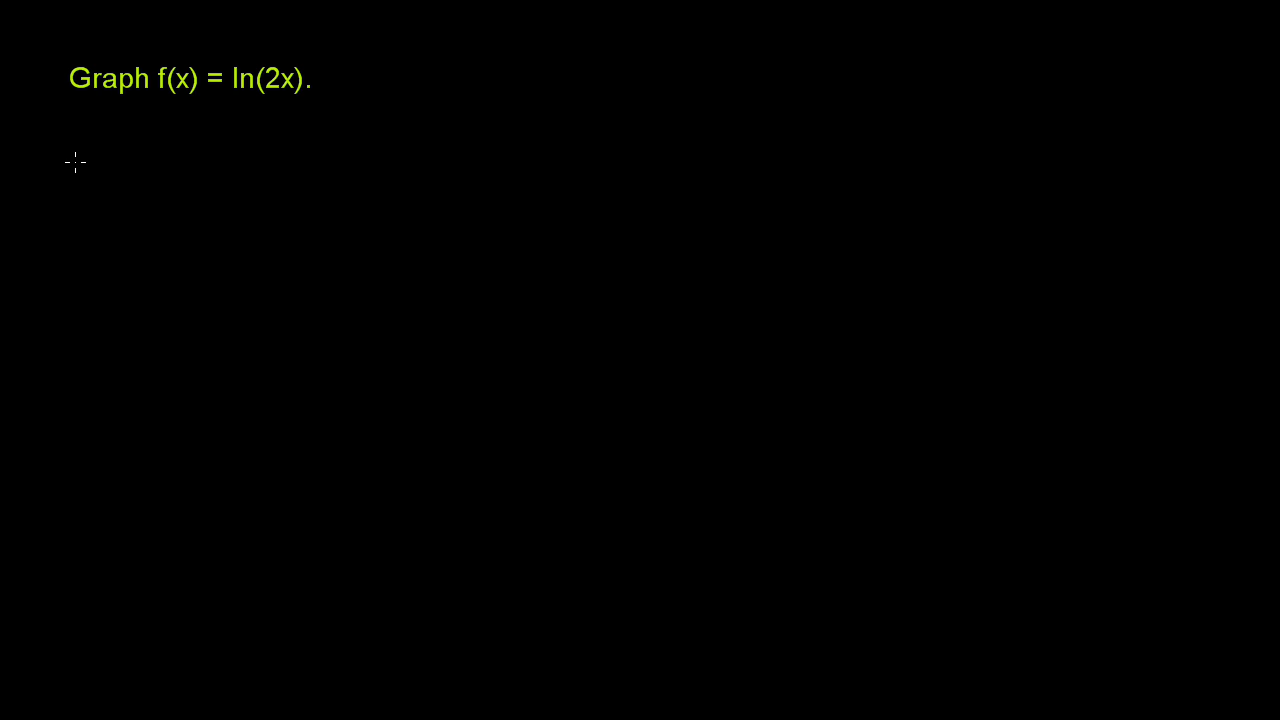 Graph f(x) = ln(2x).